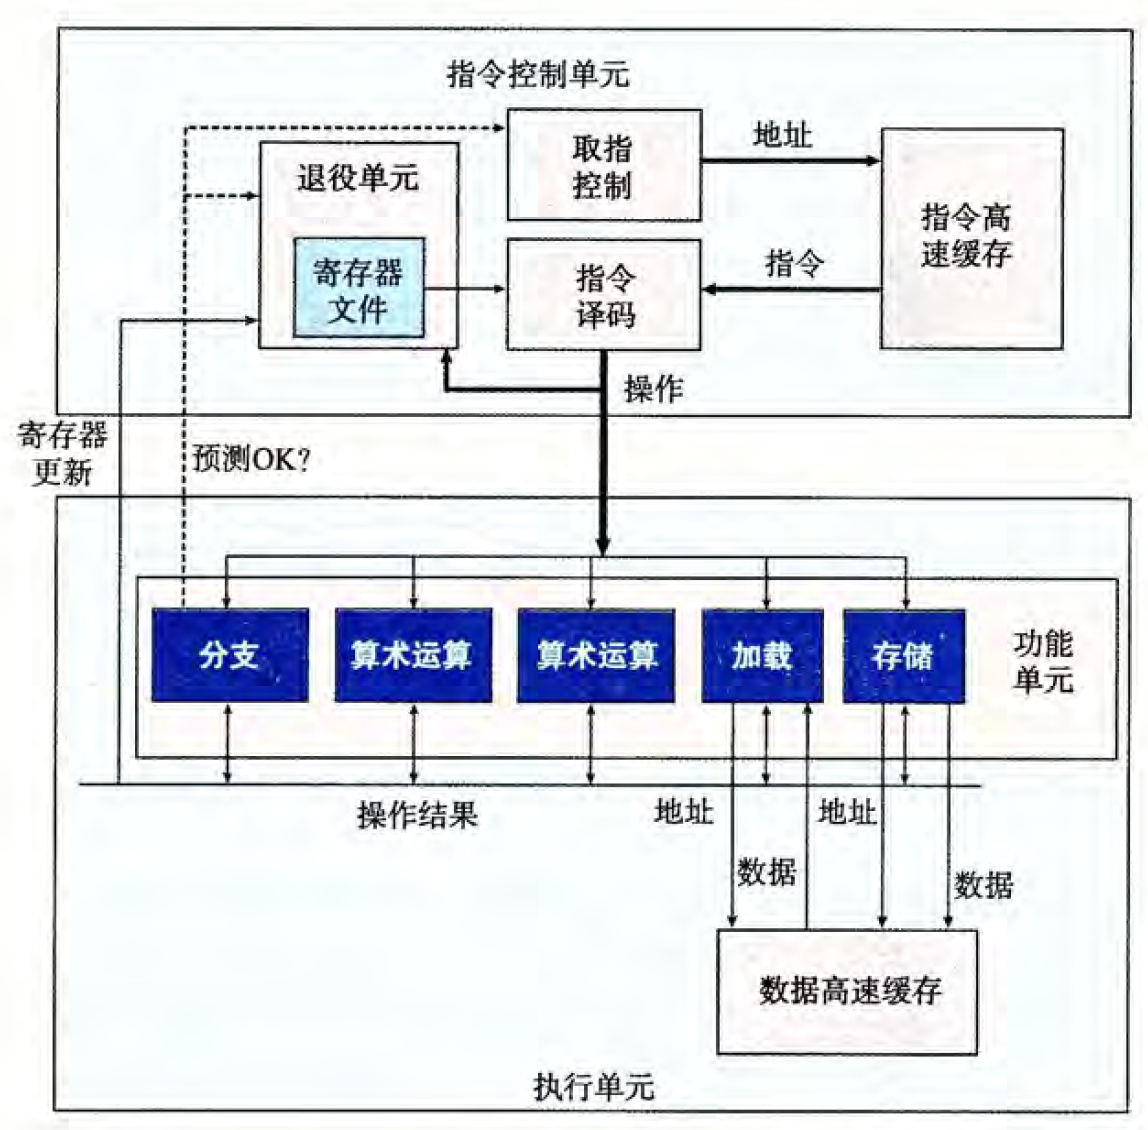 指令控制单元
取指
控制
地址
指令高
速缓存
退役单元
寄存器
文件
指令
译码
指令
操作
寄存器
更新
预测OK?
分支
算术运算
算术运算
加载
存储
功能
单元
操作结果
地址
地址
数据
数据
数据高速缓存
执行单元